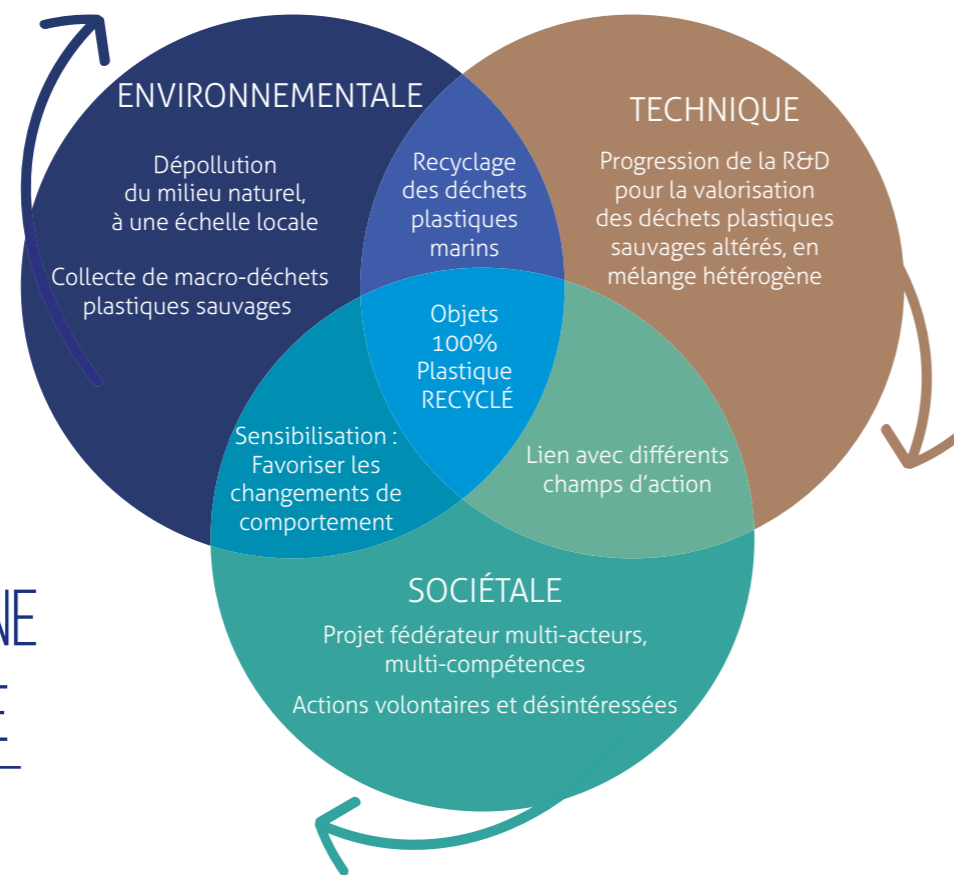 ENVIRONNEMENTALE
Dépollution
du milieu naturel,
à une échelle locale
Collecte de macro-déchets
plastiques sauvages
Recyclage
des déchets
plastiques
marins
TECHNIQUE
Progression de la R&D
pour la valorisation
des déchets plastiques
sauvages altérés, en
mélange hétérogène
Objets
100%
Plastique
RECYCLÉ
Sensibilisation :
Favoriser les
changements de
comportement
Lien avec différents
champs d'action
SOCIÉTALE
Projet fédérateur multi-acteurs,
multi-compétences
Actions volontaires et désintéressées
NE
E